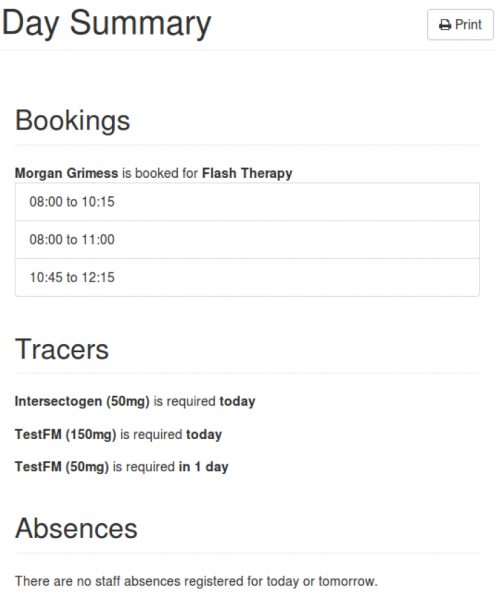 Day Summary
Print
Bookings
Morgan Grimess is booked for Flash Therapy
08:00 to 10:15
08:00 to 11:00
10:45 to 12:15
Tracers
Intersectogen (50mg) is required today
TestFM (150mg) is required today
TestFM (50mg) is required in 1 day
Absences
There are no staff absences registered for today or tomorrow.